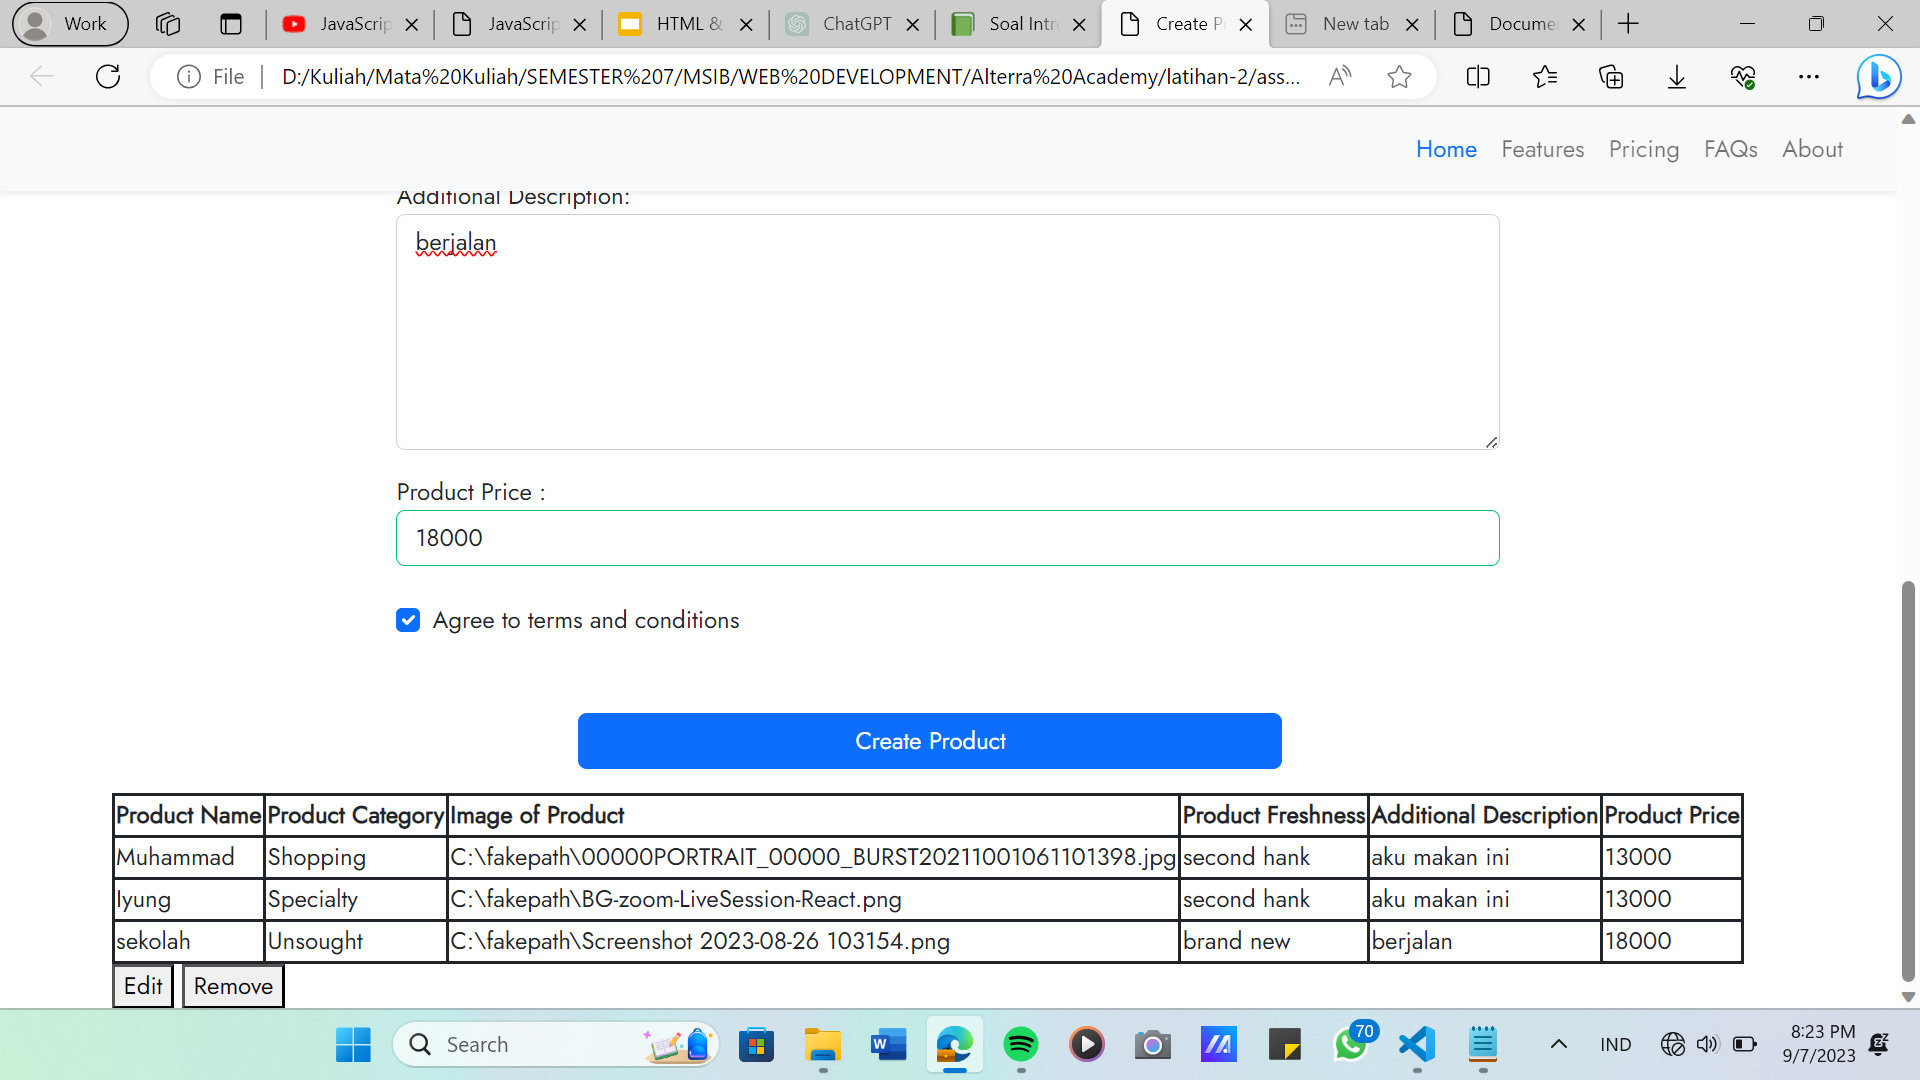 Work
JavaScrip
JavaScrip
HTML &
ChatGPT
Soal Intr
Create P
New tab
Docume
File
D:/Kuliah/Mata%20Kuliah/SEMESTER%207/MSIB/WEB%20DEVELOPMENT/Alterra%20Academy/latihan-2/ass...
Home Features Pricing FAQs About
Additional Description:
berjalan
Product Price :
18000
Agree to terms and conditions
Create Product
Product Name Product Category Image of Product Product Freshness Additional Description Product Price
Muhammad Shopping C:\fakepath\00000PORTRAIT_00000_BURST20211001061101398.jpg second hank aku makan ini 13000
Iyung Specialty C:\fakepath\BG-zoom-LiveSession-React.png second hank aku makan ini 13000
sekolah Unsought C:\fakepath\Screenshot 2023-08-26 103154.png brand new berjalan 18000
Edit Remove
Search
70
IND
8:23 PM
9/7/2023